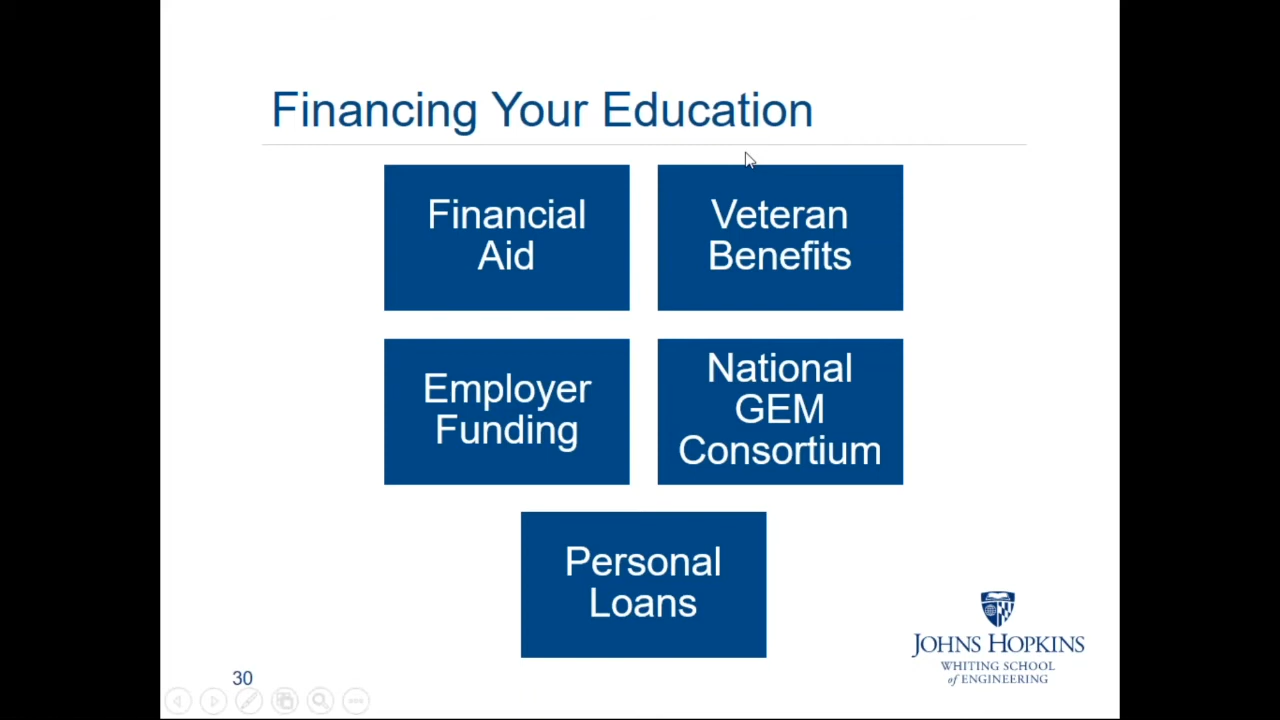 Financing Your Education
Financial
Aid
Veteran
Benefits
Employer
Funding
National
GEM
Consortium
Personal
Loans
JOHNS HOPKINS
WHITING SCHOOL
of ENGINEERING
30